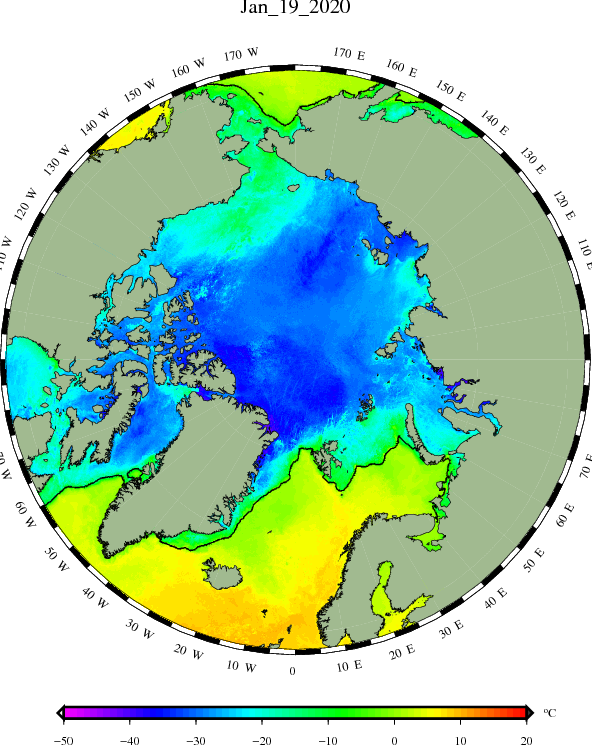 Jan_19_2020
170 W
170 E
160 W
160 E
150 W
150 E
140 W
140 E
130 W
130 E
120 W
120 E
110 E
70 E
60 W
60 E
50 W
50 E
40 W
40 E
30 W
30 E
20 W
20 E
10 W
10 E
0
°C
−50 −40 −30 −20 −10 0 10 20